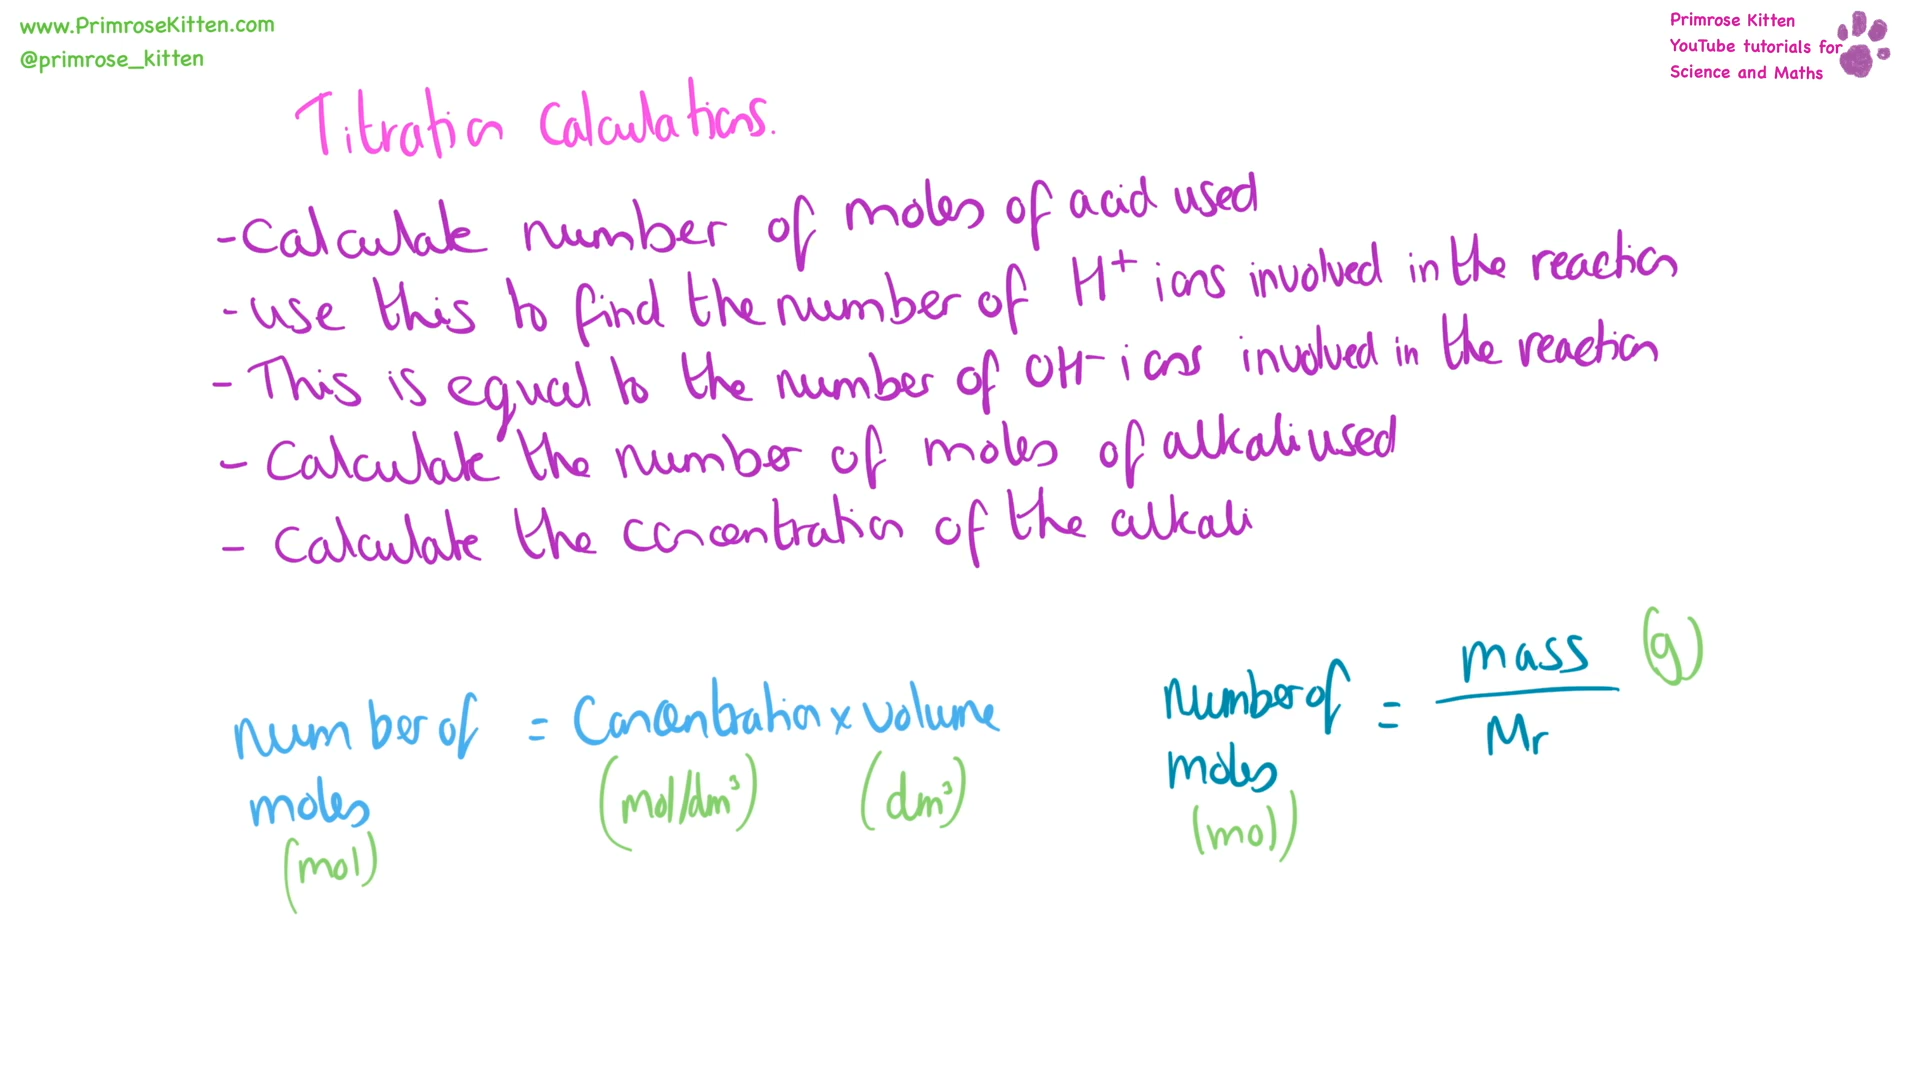 www.PrimroseKitten.com
@primrose_kitten
Primrose Kitten
YouTube tutorials for
Science and Maths
Titration Calculations.
- Calculate number of moles of acid used
- use this to find the number of H⁺ ions involved in the reaction
- This is equal to the number of OH⁻ ions involved in the reaction
- Calculate the number of moles of alkali used
- Calculate the concentration of the alkali
number of = Concentration x volume
moles (mol/dm³) (dm³)
(mol)
number of = mass (g)
moles Mr
(mol)